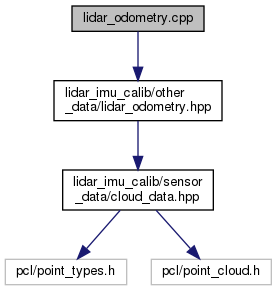 lidar_odometry.cpp
lidar_imu_calib/other
_data/lidar_odometry.hpp
lidar_imu_calib/sensor
_data/cloud_data.hpp
pcl/point_types.h
pcl/point_cloud.h